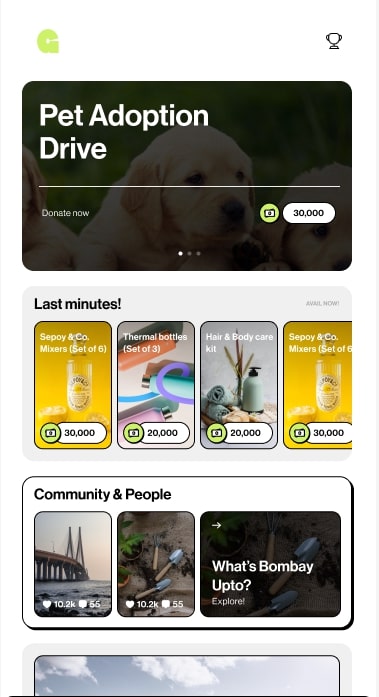 Pet Adoption
Drive
Donate now
30,000
Last minutes!
AVAIL NOW!
Sepoy & Co.
Mixers (Set of 6)
30,000
Thermal bottles
(Set of 3)
20,000
Hair & Body care
kit
20,000
Sepoy & Co.
Mixers (Set of 6
30,000
Community & People
10.2k 55
10.2k 55
What's Bombay
Upto?
Explore!